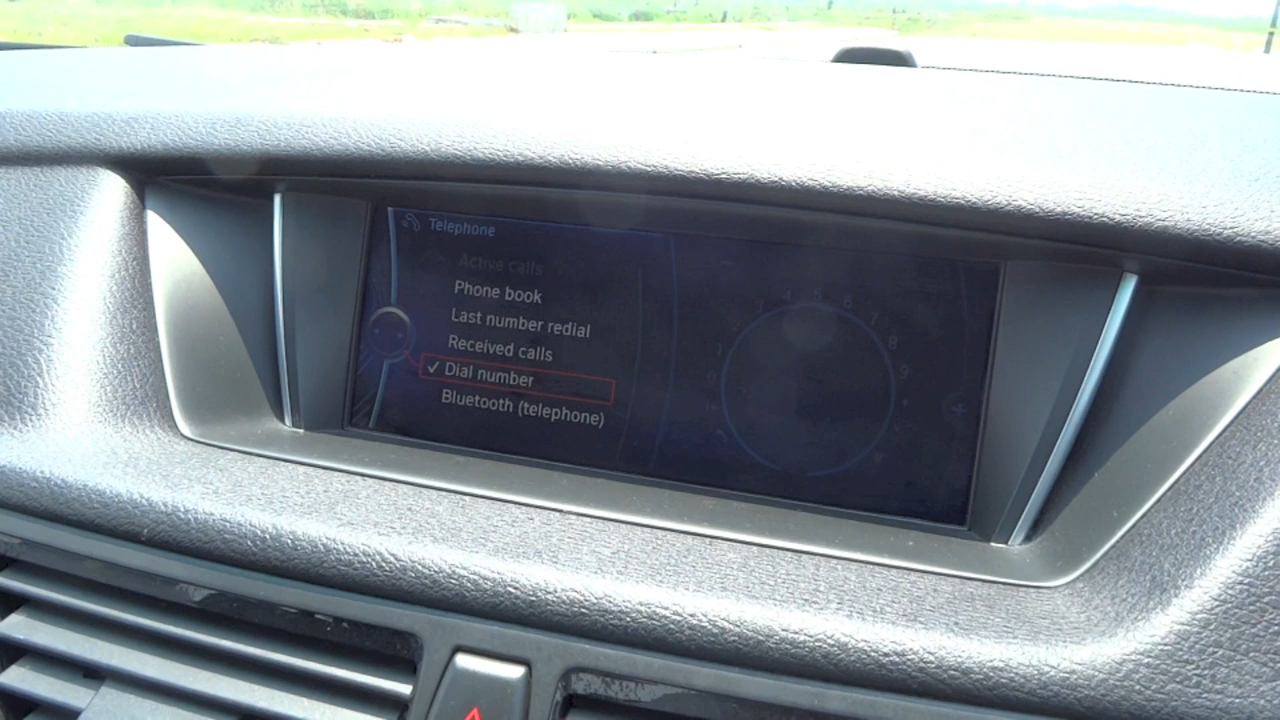 Telephone
Active calls
Phone book
Last number redial
Received calls
✓ Dial number
Bluetooth (telephone)